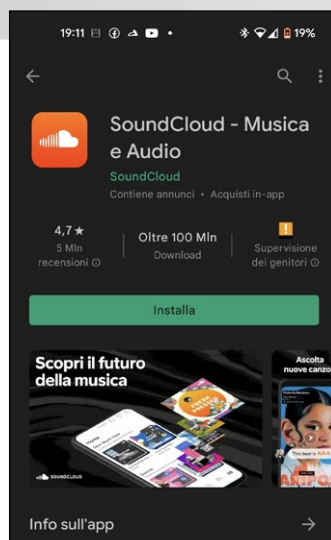 19:11
19%
SoundCloud - Musica
e Audio
SoundCloud
Contiene annunci • Acquisti in-app
4,7★
5 Mln
recensioni
Oltre 100 Mln
Download
Supervisione
dei genitori
Installa
Scopri il futuro
della musica
SOUNDCLOUD
Ascolta
nuove canzo
Info sull'app